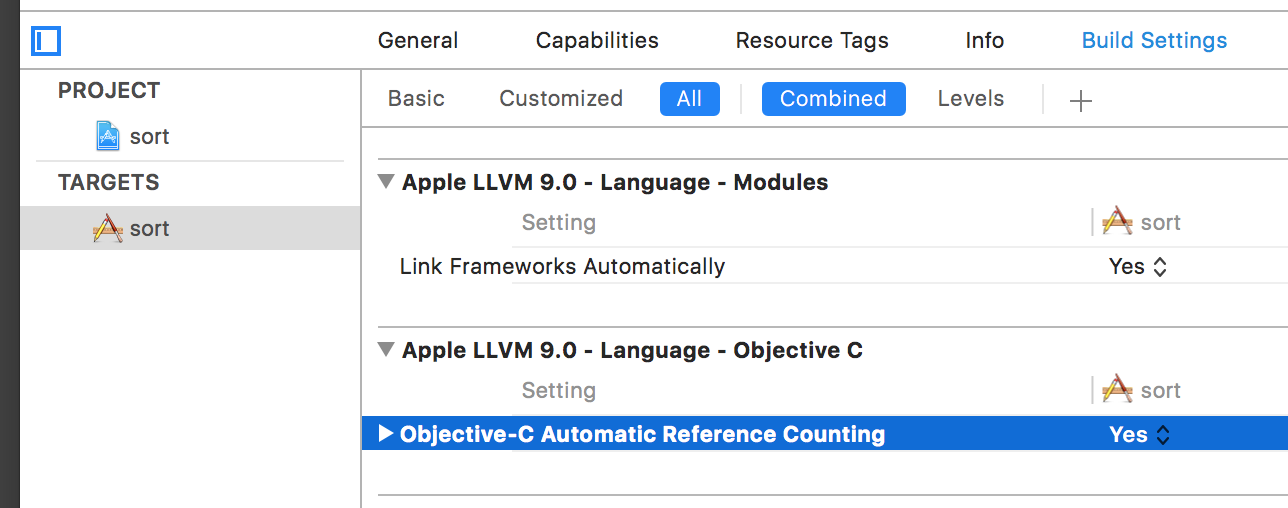 General Capabilities Resource Tags Info Build Settings
PROJECT
sort
TARGETS
sort
Basic Customized All Combined Levels
Apple LLVM 9.0 - Language - Modules
Setting sort
Link Frameworks Automatically Yes
Apple LLVM 9.0 - Language - Objective C
Setting sort
Objective-C Automatic Reference Counting Yes